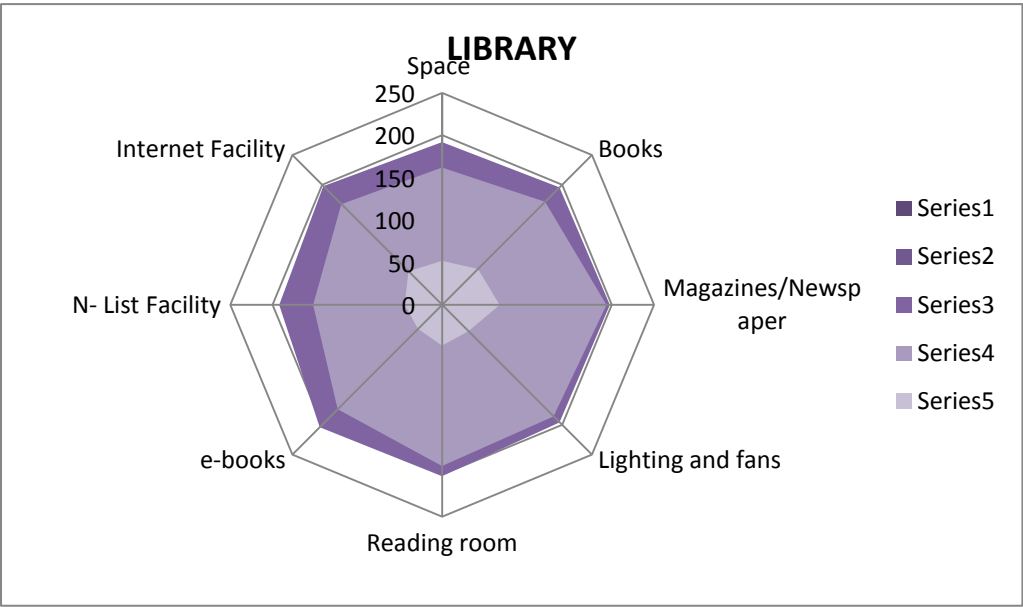 LIBRARY
Space
250
200
150
100
50
0
Internet Facility
Books
N- List Facility
Magazines/Newsp
aper
e-books
Lighting and fans
Reading room
Series1
Series2
Series3
Series4
Series5